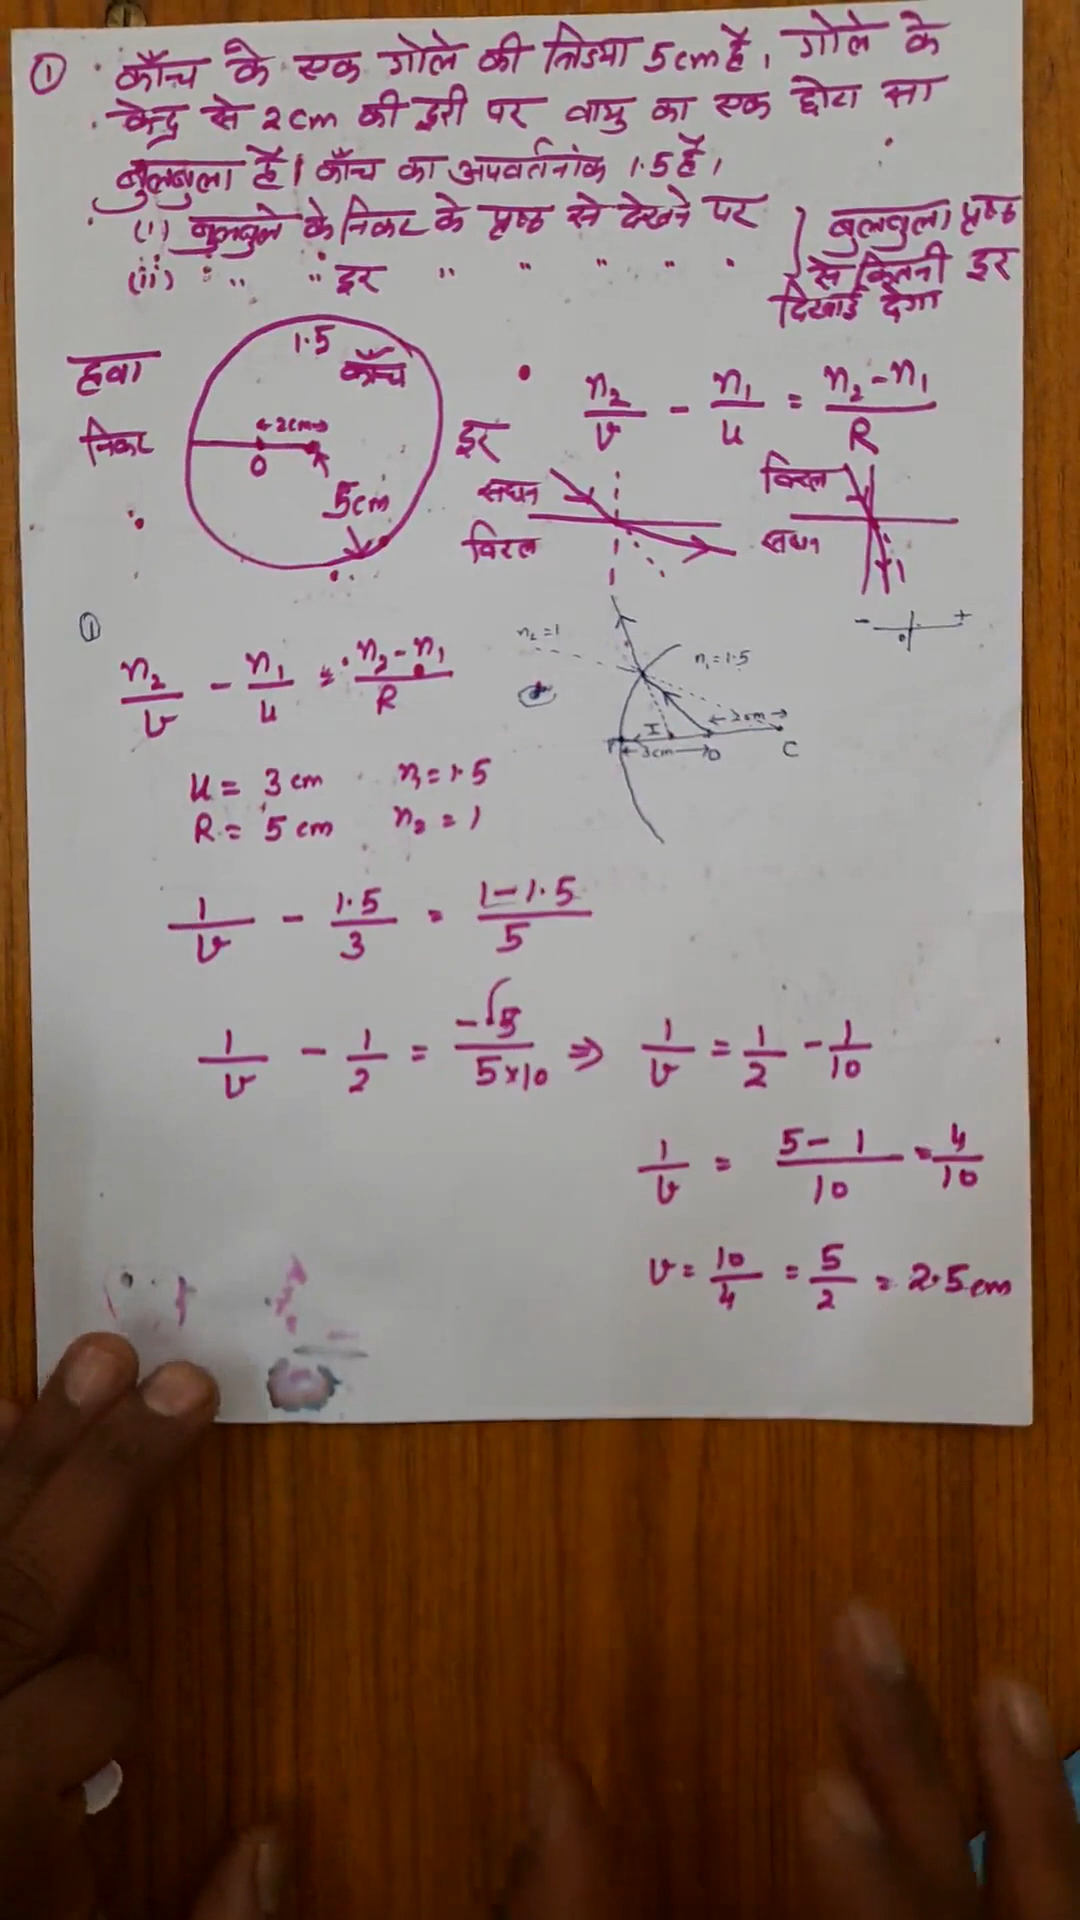 ① काँच के एक गोले की त्रिज्या 5cm है, गोले के
केन्द्र से 2cm की दूरी पर वायु का एक छोटा सा
बुलबुला है। काँच का अपवर्तनांक 1.5 है,
(i) बुलबुले के निकट के पृष्ठ से देखने पर } बुलबुला पृष्ठ
(ii) " " दूर " " " " " से कितनी दूर
दिखाई देगा
1.5
हवा काँच
n₂/v - n₁/u = n₂-n₁/R
निकट ←2cm→ दूर
O
5cm
सघन विरल
विरल सघन
①
n₂/v - n₁/u = n₂-n₁/R
n₂=1 n₁=1.5 - o +
←2cm→
P I ←3cm→ O C
u = 3 cm n₁=1.5
R = 5 cm n₂ = 1
1/v - 1.5/3 = 1-1.5/5
1/v - 1/2 = -5/5×10 ⇒ 1/v = 1/2 - 1/10
1/v = 5-1/10 = 4/10
v = 10/4 = 5/2 = 2.5cm